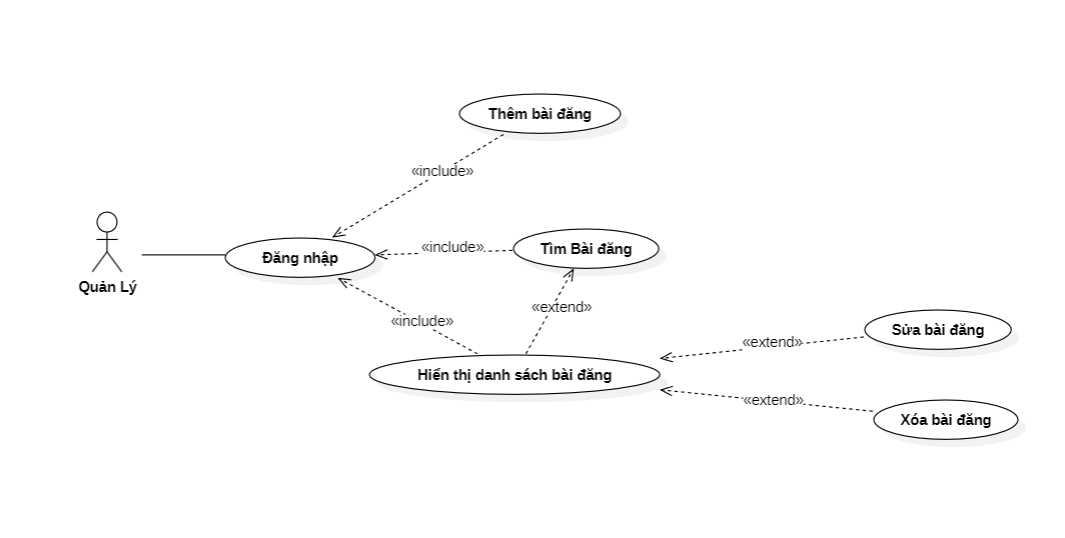 Thêm bài đăng
«include»
Quản Lý
Đăng nhập
«include»
Tìm Bài đăng
«extend»
«include»
Hiển thị danh sách bài đăng
«extend»
Sửa bài đăng
«extend»
Xóa bài đăng